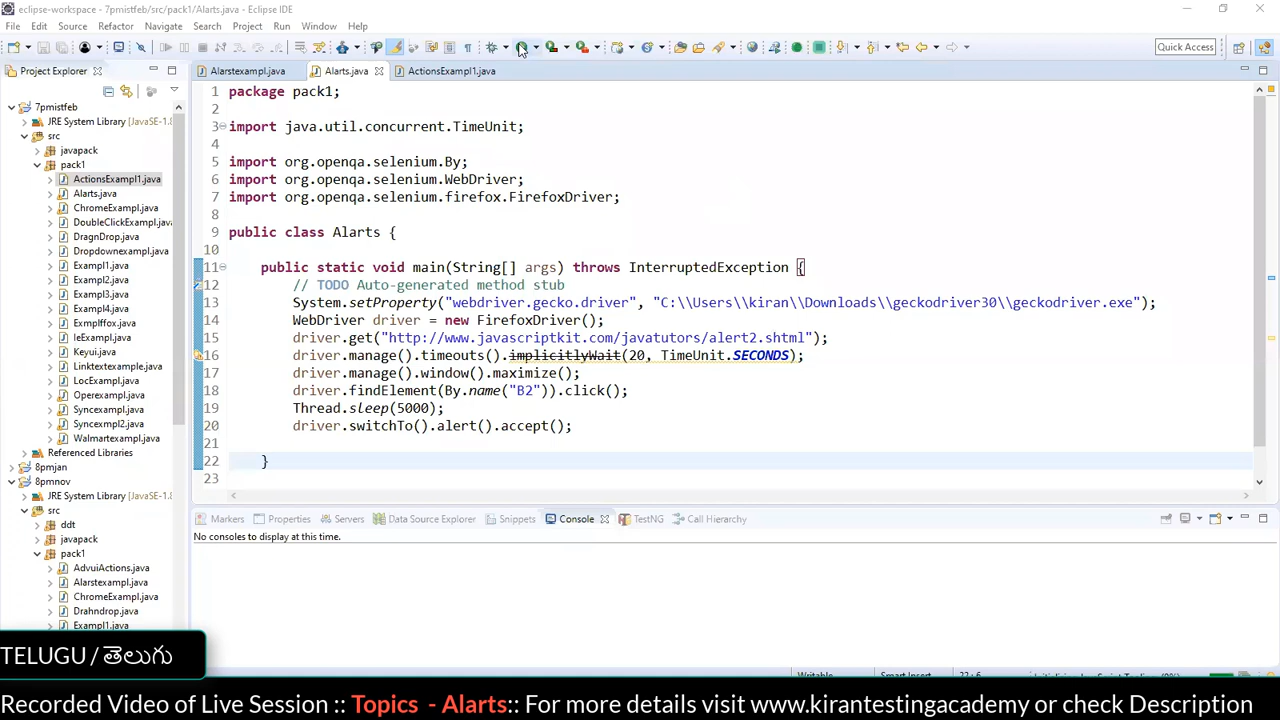 eclipse-workspace - 7pmistfeb/src/pack1/Alarts.java - Eclipse IDE
File Edit Source Refactor Navigate Search Project Run Window Help
Quick Access
Project Explorer
7pmistfeb
JRE System Library [JavaSE-1.8
src
javapack
pack1
ActionsExampl1.java
Alarts.java
ChromeExampl.java
DoubleClickExampl.java
DragnDrop.java
Dropdownexampl.java
Exampl1.java
Exampl2.java
Exampl3.java
Exampl4.java
Exmplffox.java
IeExampl.java
Keyui.java
Linktextexample.java
LocExampl.java
Operexampl.java
Syncexampl.java
Syncexmpl2.java
Walmartexampl.java
Referenced Libraries
8pmjan
8pmnov
JRE System Library [JavaSE-1.8
src
ddt
javapack
pack1
AdvuiActions.java
Alarstexampl.java
ChromeExampl.java
Drahndrop.java
Exampl1.java
Alarstexampl.java Alarts.java ActionsExampl1.java
1 package pack1;
2
3 import java.util.concurrent.TimeUnit;
4
5 import org.openqa.selenium.By;
6 import org.openqa.selenium.WebDriver;
7 import org.openqa.selenium.firefox.FirefoxDriver;
8
9 public class Alarts {
10
11 public static void main(String[] args) throws InterruptedException {
12 // TODO Auto-generated method stub
13 System.setProperty("webdriver.gecko.driver", "C:\\Users\\kiran\\Downloads\\geckodriver30\\geckodriver.exe");
14 WebDriver driver = new FirefoxDriver();
15 driver.get("http://www.javascriptkit.com/javatutors/alert2.shtml");
16 driver.manage().timeouts().implicitlyWait(20, TimeUnit.SECONDS);
17 driver.manage().window().maximize();
18 driver.findElement(By.name("B2")).click();
19 Thread.sleep(5000);
20 driver.switchTo().alert().accept();
21
22 }
23
Markers Properties Servers Data Source Explorer Snippets Console TestNG Call Hierarchy
No consoles to display at this time.
TELUGU / తెలుగు
Recorded Video of Live Session :: Topics - Alarts:: For more details visit www.kirantestingacademy or check Description